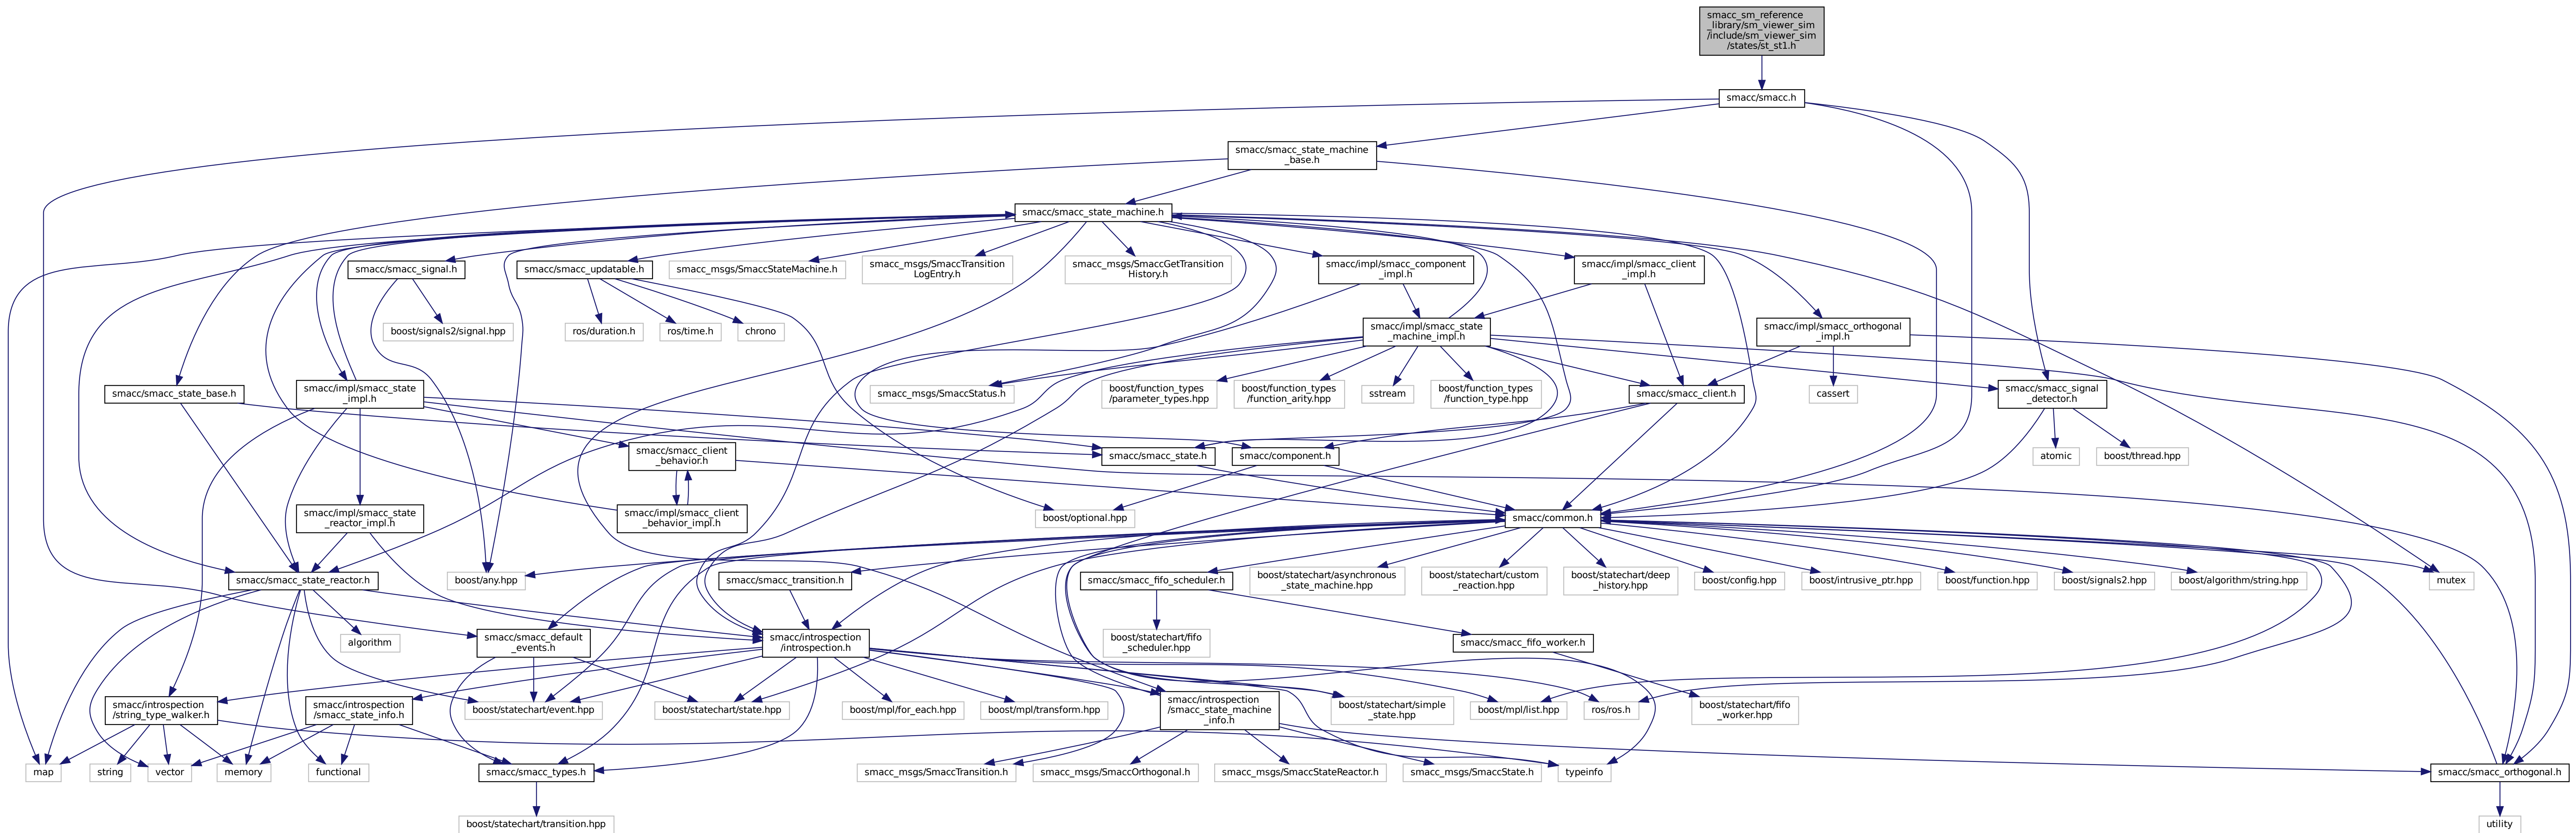 smacc_sm_reference
_library/sm_viewer_sim
/include/sm_viewer_sim
/states/st_st1.h
smacc/smacc.h
smacc/smacc_state_machine
_base.h
smacc/smacc_state_machine.h
smacc/smacc_signal.h
smacc/smacc_updatable.h
smacc_msgs/SmaccStateMachine.h
smacc_msgs/SmaccTransition
LogEntry.h
smacc_msgs/SmaccGetTransition
History.h
smacc/impl/smacc_component
_impl.h
smacc/impl/smacc_client
_impl.h
boost/signals2/signal.hpp
ros/duration.h
ros/time.h
chrono
smacc/impl/smacc_state
_machine_impl.h
smacc/impl/smacc_orthogonal
_impl.h
smacc/smacc_state_base.h
smacc/impl/smacc_state
_impl.h
smacc_msgs/SmaccStatus.h
boost/function_types
/parameter_types.hpp
boost/function_types
/function_arity.hpp
sstream
boost/function_types
/function_type.hpp
smacc/smacc_client.h
cassert
smacc/smacc_signal
_detector.h
smacc/smacc_client
_behavior.h
smacc/smacc_state.h
smacc/component.h
atomic
boost/thread.hpp
smacc/impl/smacc_state
_reactor_impl.h
smacc/impl/smacc_client
_behavior_impl.h
boost/optional.hpp
smacc/common.h
smacc/smacc_state_reactor.h
boost/any.hpp
smacc/smacc_transition.h
smacc/smacc_fifo_scheduler.h
boost/statechart/asynchronous
_state_machine.hpp
boost/statechart/custom
_reaction.hpp
boost/statechart/deep
_history.hpp
boost/config.hpp
boost/intrusive_ptr.hpp
boost/function.hpp
boost/signals2.hpp
boost/algorithm/string.hpp
mutex
algorithm
smacc/smacc_default
_events.h
smacc/introspection
/introspection.h
boost/statechart/fifo
_scheduler.hpp
smacc/smacc_fifo_worker.h
smacc/introspection
/string_type_walker.h
smacc/introspection
/smacc_state_info.h
boost/statechart/event.hpp
boost/statechart/state.hpp
boost/mpl/for_each.hpp
boost/mpl/transform.hpp
smacc/introspection
/smacc_state_machine
_info.h
boost/statechart/simple
_state.hpp
boost/mpl/list.hpp
ros/ros.h
boost/statechart/fifo
_worker.hpp
map
string
vector
memory
functional
smacc/smacc_types.h
smacc_msgs/SmaccTransition.h
smacc_msgs/SmaccOrthogonal.h
smacc_msgs/SmaccStateReactor.h
smacc_msgs/SmaccState.h
typeinfo
smacc/smacc_orthogonal.h
boost/statechart/transition.hpp
utility